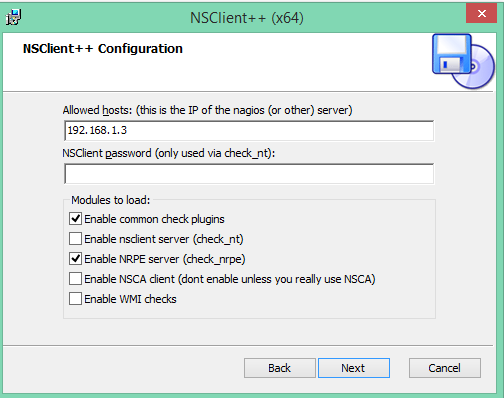 NSClient++ (x64)
NSClient++ Configuration
Allowed hosts: (this is the IP of the nagios (or other) server)
192.168.1.3
NSClient password (only used via check_nt):
Modules to load:
Enable common check plugins
Enable nsclient server (check_nt)
Enable NRPE server (check_nrpe)
Enable NSCA client (dont enable unless you really use NSCA)
Enable WMI checks
Back Next Cancel